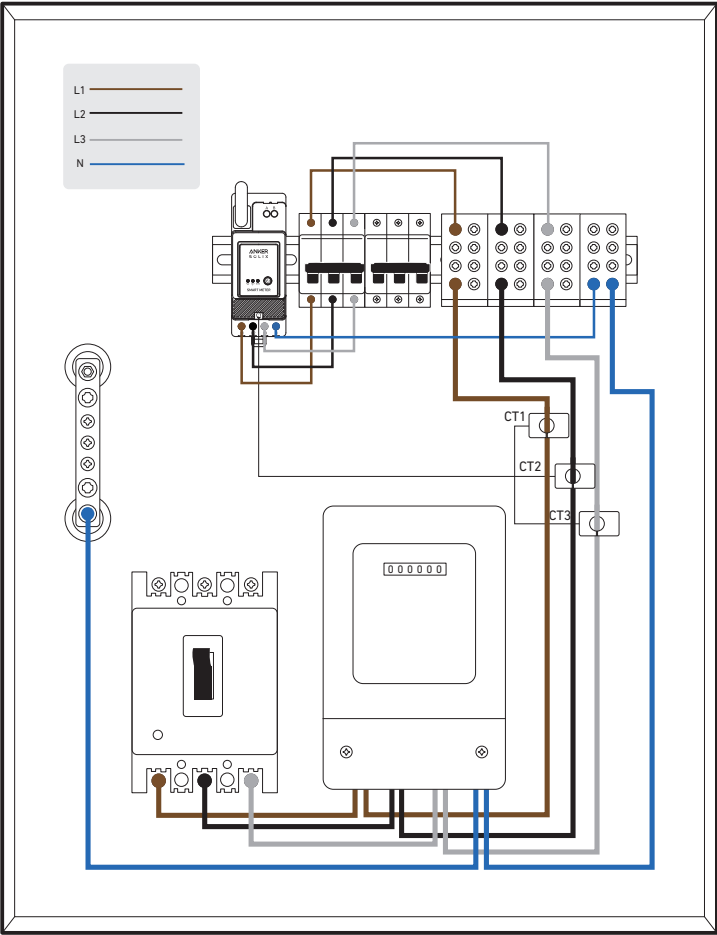 L1
L2
L3
N
A B
ANKER
SOLIX
SMART METER
CT1
CT2
CT3
000000